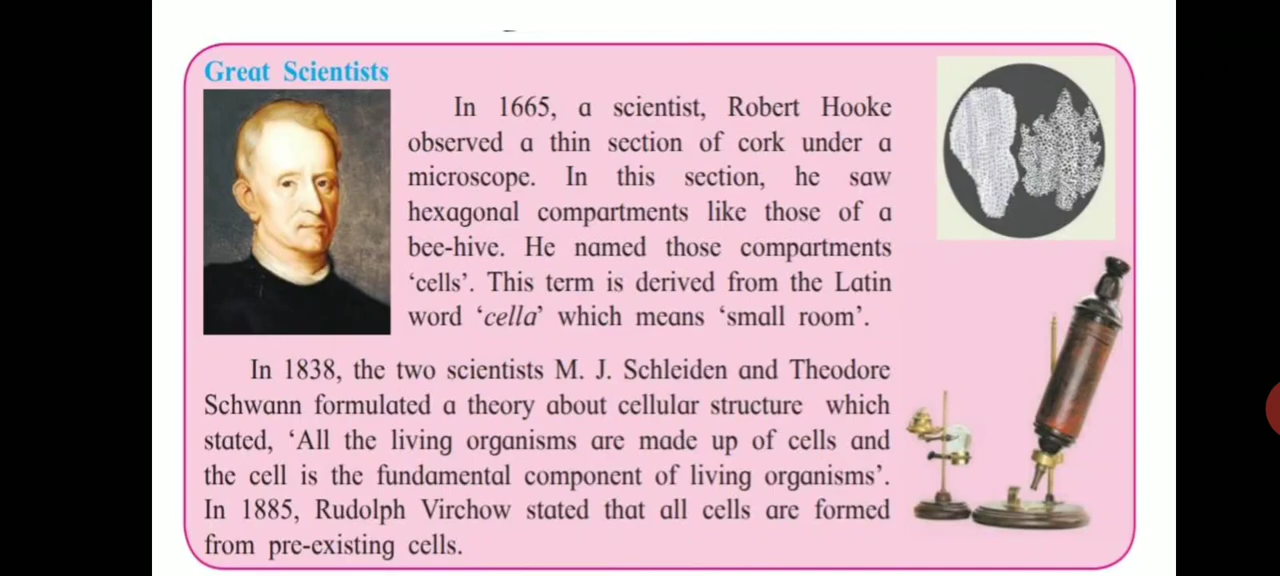 Great Scientists
In 1665, a scientist, Robert Hooke
observed a thin section of cork under a
microscope. In this section, he saw
hexagonal compartments like those of a
bee-hive. He named those compartments
‘cells’. This term is derived from the Latin
word ‘cella’ which means ‘small room’.
In 1838, the two scientists M. J. Schleiden and Theodore
Schwann formulated a theory about cellular structure which
stated, ‘All the living organisms are made up of cells and
the cell is the fundamental component of living organisms’.
In 1885, Rudolph Virchow stated that all cells are formed
from pre-existing cells.